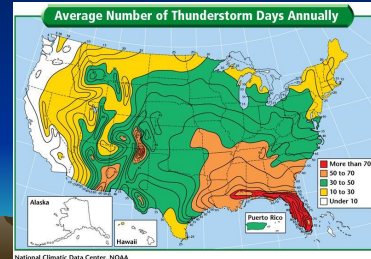 Average Number of Thunderstorm Days Annually
Alaska
Hawaii
Puerto Rico
More than 70
50 to 70
30 to 50
10 to 30
Under 10
National Climatic Data Center, NOAA